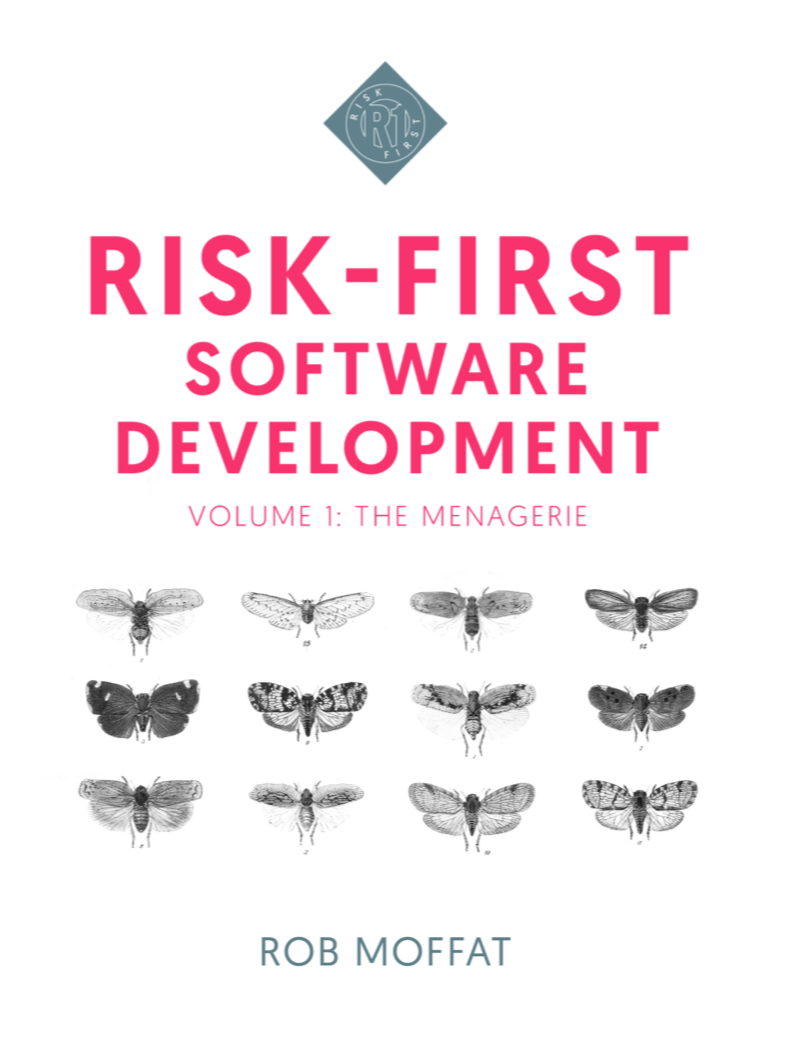 RISK
R1
FIRST
RISK-FIRST
SOFTWARE
DEVELOPMENT
VOLUME 1: THE MENAGERIE
ROB MOFFAT